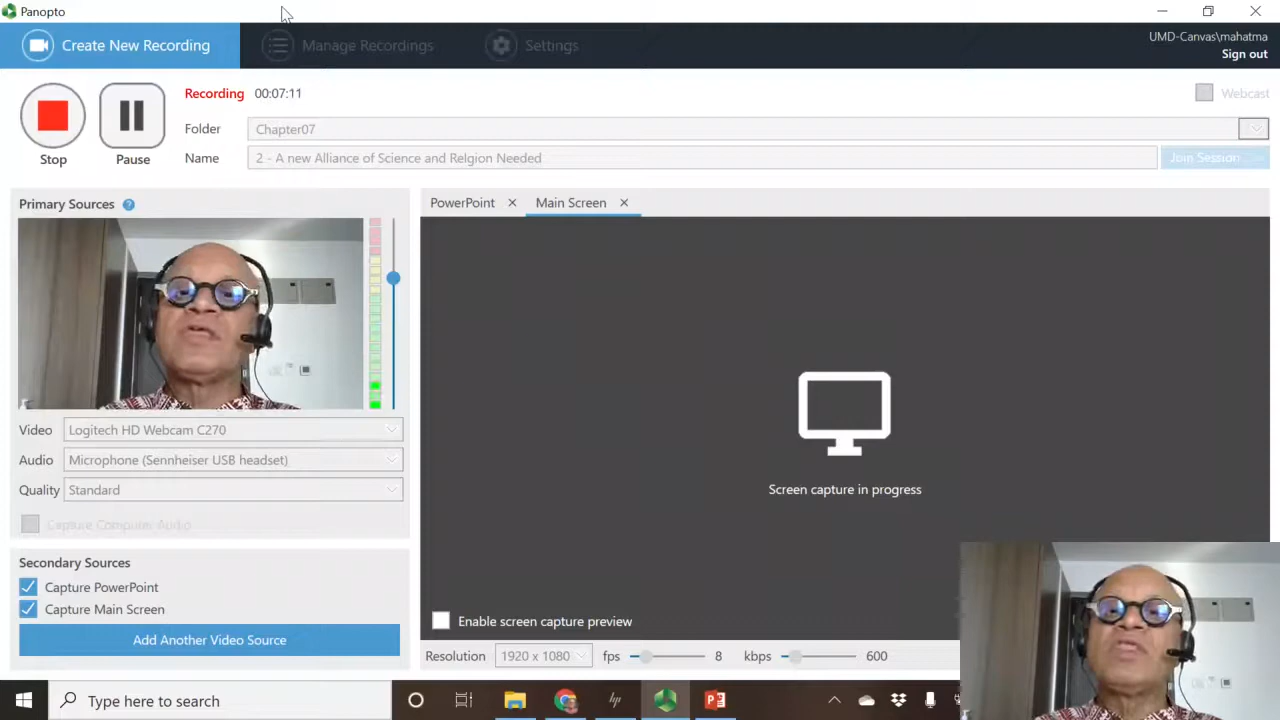 Panopto
Create New Recording
Manage Recordings
Settings
UMD-Canvas\mahatma
Sign out
Recording 00:07:11
Webcast
Folder Chapter07
Name 2 - A new Alliance of Science and Relgion Needed
Join Session
Stop
Pause
Primary Sources ?
PowerPoint ×
Main Screen ×
Video Logitech HD Webcam C270
Audio Microphone (Sennheiser USB headset)
Quality Standard
Capture Computer Audio
Screen capture in progress
Secondary Sources
Capture PowerPoint
Capture Main Screen
Add Another Video Source
Enable screen capture preview
Resolution 1920 x 1080 fps 8 kbps 600
Type here to search